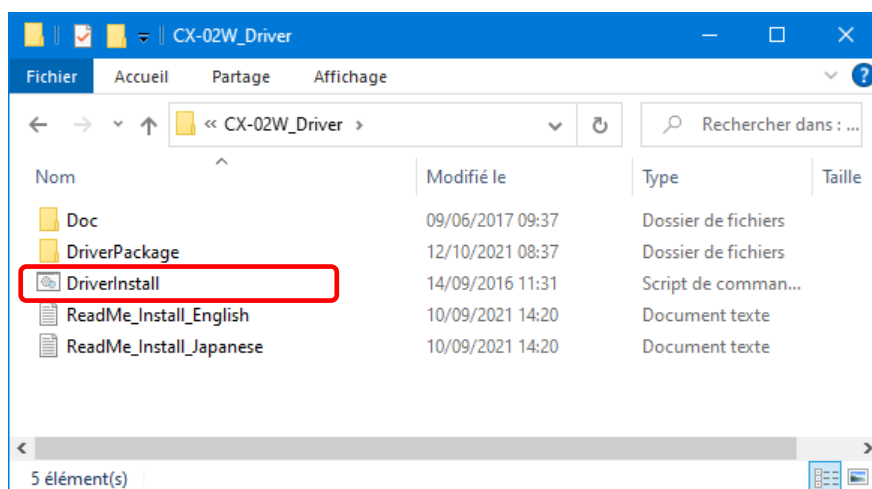 CX-02W_Driver
Fichier Accueil Partage Affichage ?
« CX-02W_Driver > Rechercher dans : ...
Nom Modifié le Type Taille
Doc 09/06/2017 09:37 Dossier de fichiers
DriverPackage 12/10/2021 08:37 Dossier de fichiers
DriverInstall 14/09/2016 11:31 Script de comman...
ReadMe_Install_English 10/09/2021 14:20 Document texte
ReadMe_Install_Japanese 10/09/2021 14:20 Document texte
5 élément(s)